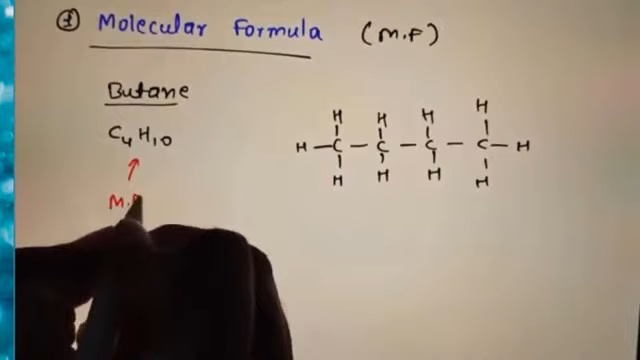 ① Molecular Formula (M.F)
Butane
C₄H₁₀
M.
H H H H
H — C — C — C — C — H
H H H H